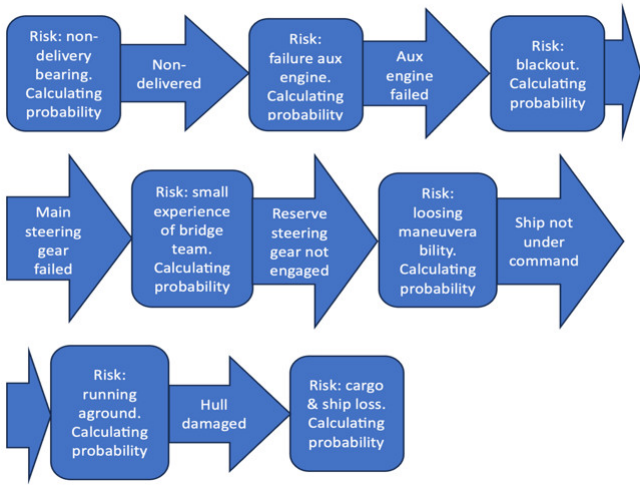 Risk: non-
delivery
bearing.
Calculating
probability
Non-
delivered
Risk:
failure aux
engine.
Calculating
probability
Aux
engine
failed
Risk:
blackout.
Calculating
probability
Main
steering
gear
failed
Risk: small
experience
of bridge
team.
Calculating
probability
Reserve
steering
gear not
engaged
Risk:
loosing
maneuvera
bility.
Calculating
probability
Ship not
under
command
Risk:
running
aground.
Calculating
probability
Hull
damaged
Risk: cargo
& ship loss.
Calculating
probability